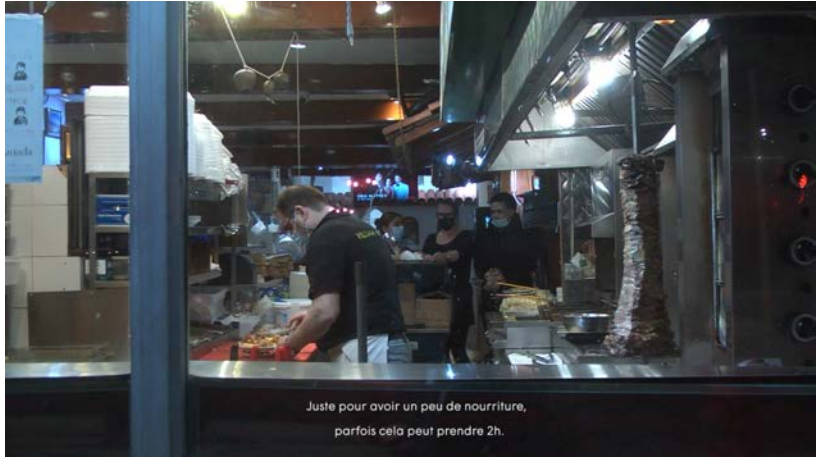 Juste pour avoir un peu de nourriture,
parfois cela peut prendre 2h.